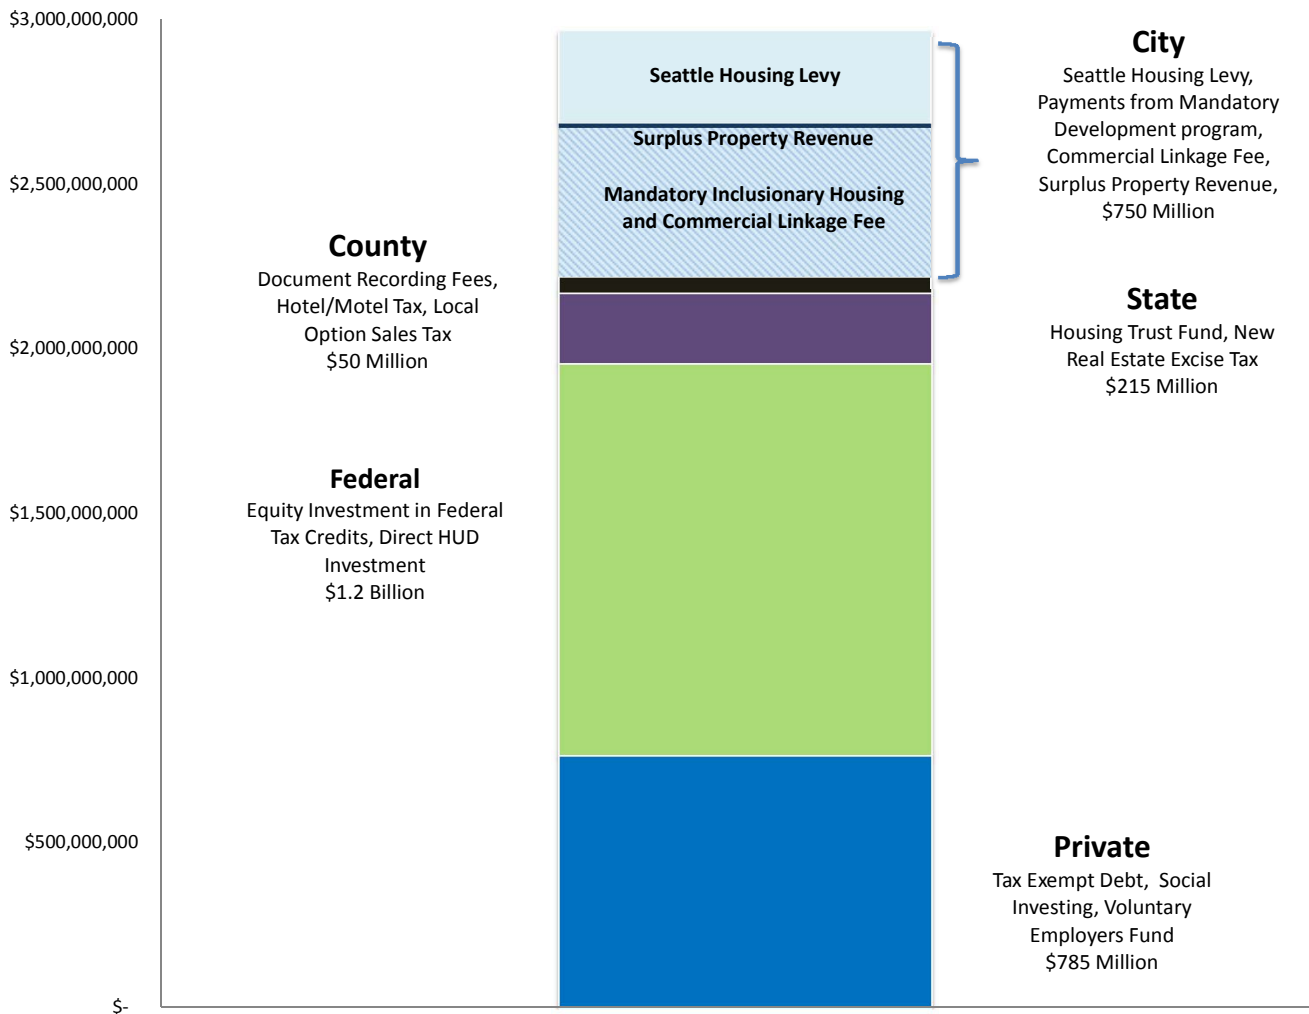 $3,000,000,000
$2,500,000,000
$2,000,000,000
$1,500,000,000
$1,000,000,000
$500,000,000
$-
County
Document Recording Fees,
Hotel/Motel Tax, Local
Option Sales Tax
$50 Million
Federal
Equity Investment in Federal
Tax Credits, Direct HUD
Investment
$1.2 Billion
Seattle Housing Levy
Surplus Property Revenue
Mandatory Inclusionary Housing
and Commercial Linkage Fee
City
Seattle Housing Levy,
Payments from Mandatory
Development program,
Commercial Linkage Fee,
Surplus Property Revenue,
$750 Million
State
Housing Trust Fund, New
Real Estate Excise Tax
$215 Million
Private
Tax Exempt Debt,  Social
Investing, Voluntary
Employers Fund
$785 Million